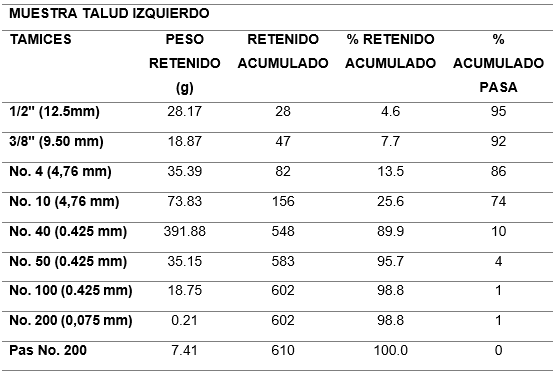 MUESTRA TALUD IZQUIERDO
TAMICES PESO RETENIDO % RETENIDO %
RETENIDO ACUMULADO ACUMULADO ACUMULADO
(g) PASA
1/2" (12.5mm) 28.17 28 4.6 95
3/8" (9.50 mm) 18.87 47 7.7 92
No. 4 (4,76 mm) 35.39 82 13.5 86
No. 10 (4,76 mm) 73.83 156 25.6 74
No. 40 (0.425 mm) 391.88 548 89.9 10
No. 50 (0.425 mm) 35.15 583 95.7 4
No. 100 (0.425 mm) 18.75 602 98.8 1
No. 200 (0,075 mm) 0.21 602 98.8 1
Pas No. 200 7.41 610 100.0 0